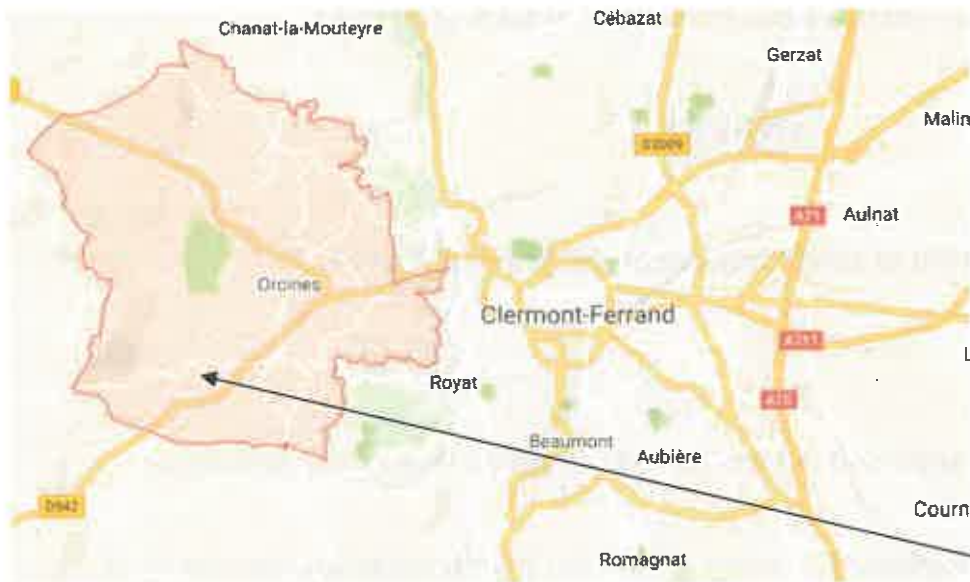 Cébazat
Chanat-la-Mouteyre
Gerzat
Malin
D2009
A71
Aulnat
Orcines
Clermont-Ferrand
A711
L
Royat
A75
Beaumont
Aubière
D942
Courn
Romagnat